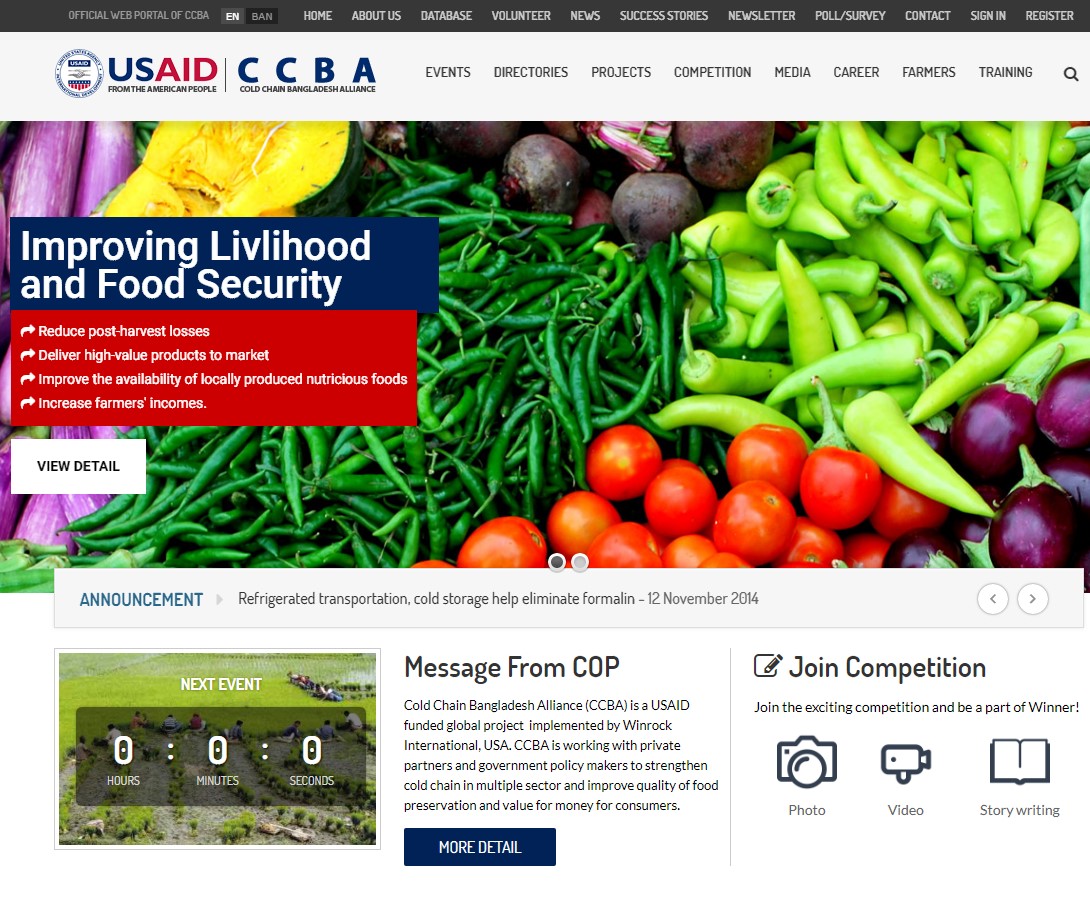 OFFICIAL WEB PORTAL OF CCBA EN BAN HOME ABOUT US DATABASE VOLUNTEER NEWS SUCCESS STORIES NEWSLETTER POLL/SURVEY CONTACT SIGN IN REGISTER
USAID
USAID CCBA
FROM THE AMERICAN PEOPLE COLD CHAIN BANGLADESH ALLIANCE
EVENTS DIRECTORIES PROJECTS COMPETITION MEDIA CAREER FARMERS TRAINING
Improving Livlihood
and Food Security
Reduce post-harvest losses
Deliver high-value products to market
Improve the availability of locally produced nutricious foods
Increase farmers' incomes.
VIEW DETAIL
ANNOUNCEMENT Refrigerated transportation, cold storage help eliminate formalin - 12 November 2014
NEXT EVENT
0 : 0 : 0
HOURS MINUTES SECONDS
Message From COP
Cold Chain Bangladesh Alliance (CCBA) is a USAID
funded global project implemented by Winrock
International, USA. CCBA is working with private
partners and government policy makers to strengthen
cold chain in multiple sector and improve quality of food
preservation and value for money for consumers.
MORE DETAIL
Join Competition
Join the exciting competition and be a part of Winner!
Photo Video Story writing